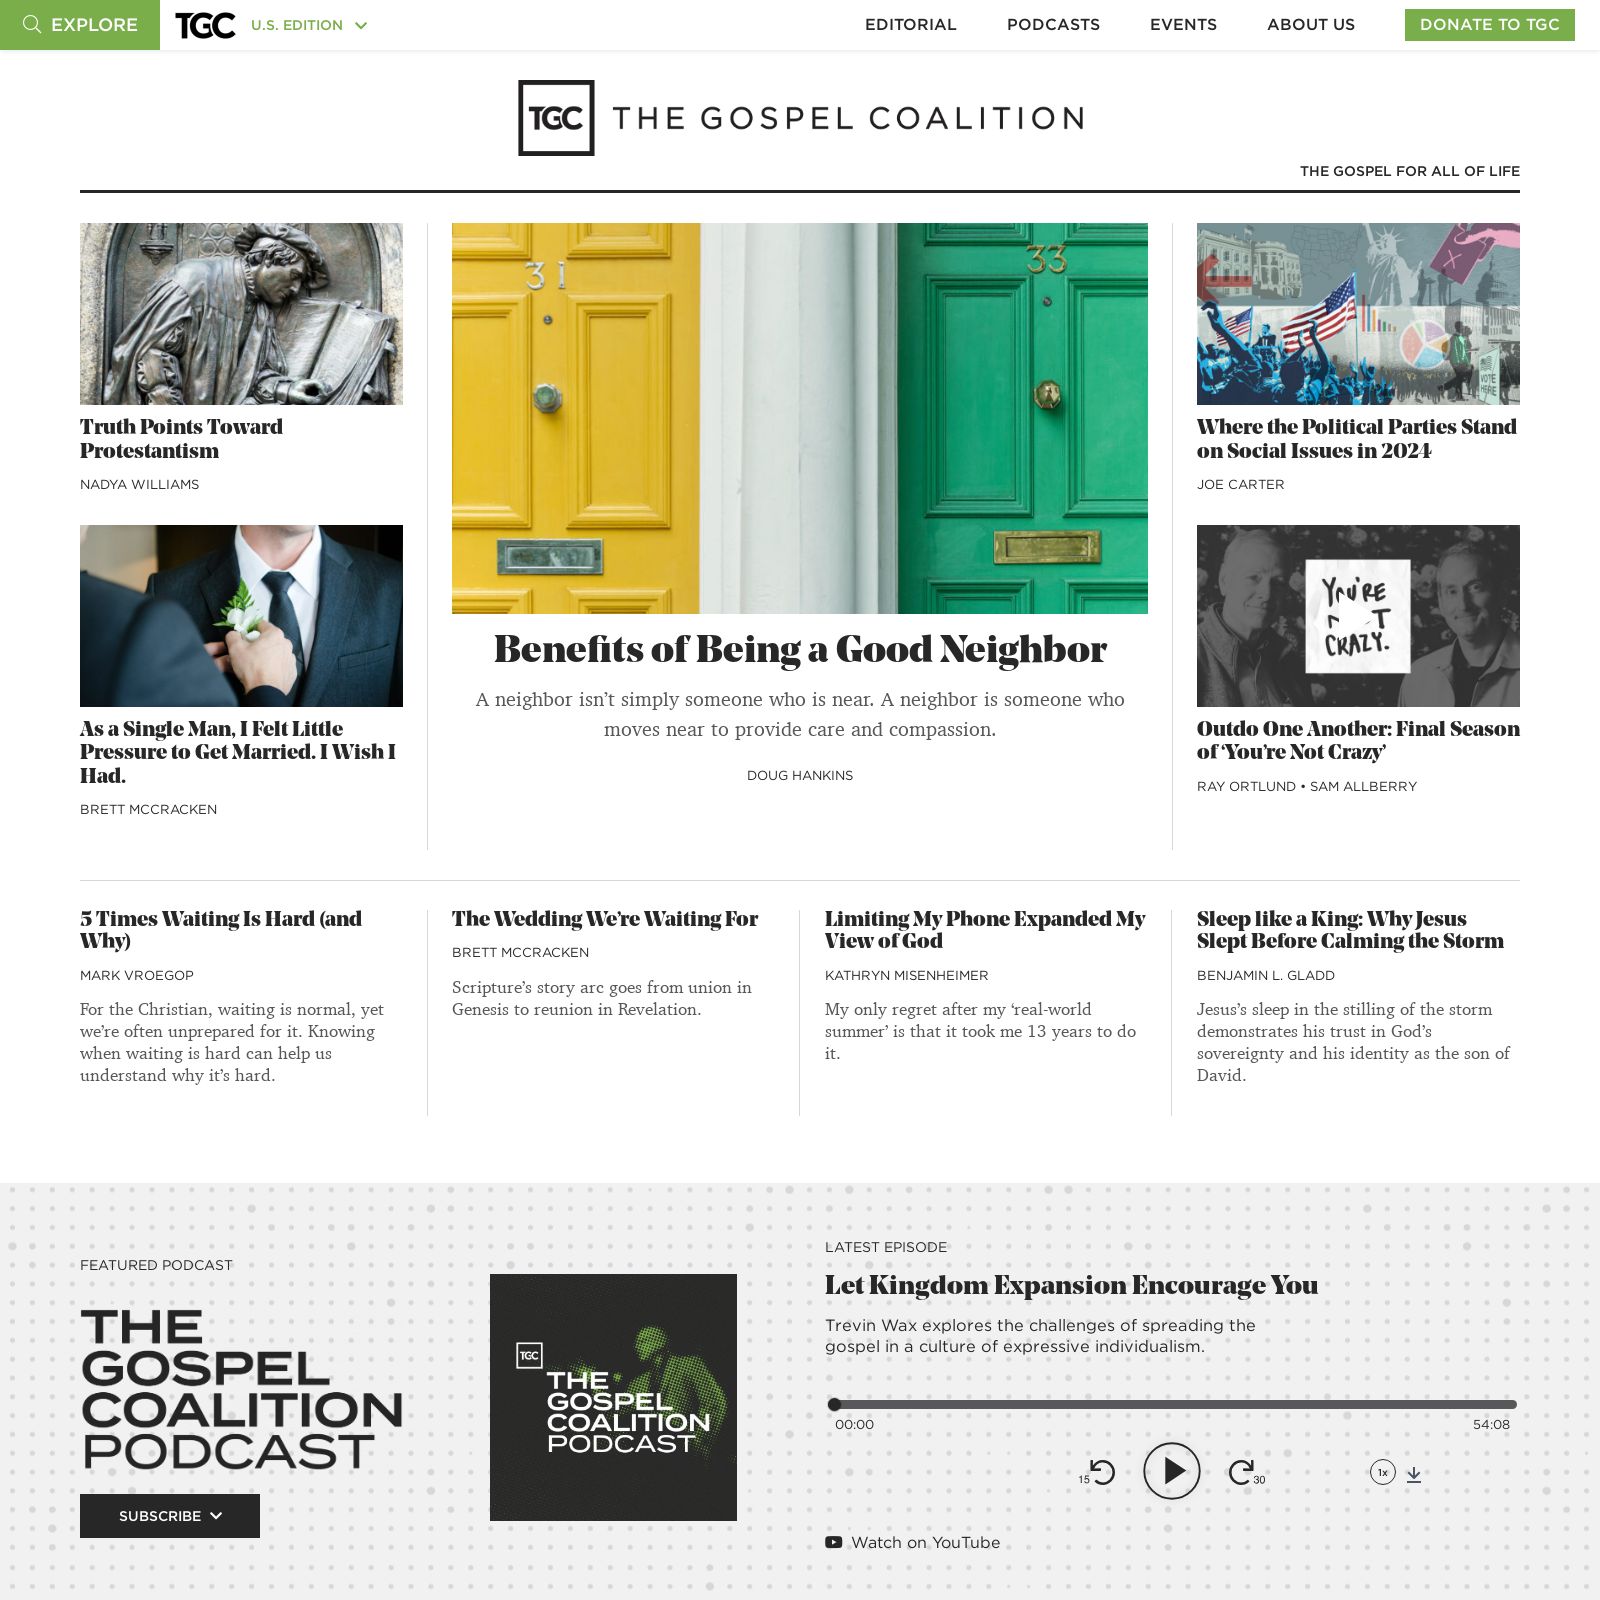 EXPLORE
TGC
U.S. EDITION
EDITORIAL
PODCASTS
EVENTS
ABOUT US
DONATE TO TGC
TGC
THE GOSPEL COALITION
THE GOSPEL FOR ALL OF LIFE
Truth Points Toward
Protestantism
NADYA WILLIAMS
As a Single Man, I Felt Little
Pressure to Get Married. I Wish I
Had.
BRETT MCCRACKEN
31
33
Benefits of Being a Good Neighbor
A neighbor isn’t simply someone who is near. A neighbor is someone who
moves near to provide care and compassion.
DOUG HANKINS
VOTE
HERE
Where the Political Parties Stand
on Social Issues in 2024
JOE CARTER
YOU'RE
CRAZY.
Outdo One Another: Final Season
of ‘You’re Not Crazy’
RAY ORTLUND • SAM ALLBERRY
5 Times Waiting Is Hard (and
Why)
MARK VROEGOP
For the Christian, waiting is normal, yet
we’re often unprepared for it. Knowing
when waiting is hard can help us
understand why it’s hard.
The Wedding We’re Waiting For
BRETT MCCRACKEN
Scripture’s story arc goes from union in
Genesis to reunion in Revelation.
Limiting My Phone Expanded My
View of God
KATHRYN MISENHEIMER
My only regret after my ‘real-world
summer’ is that it took me 13 years to do
it.
Sleep like a King: Why Jesus
Slept Before Calming the Storm
BENJAMIN L. GLADD
Jesus’s sleep in the stilling of the storm
demonstrates his trust in God’s
sovereignty and his identity as the son of
David.
FEATURED PODCAST
THE
GOSPEL
COALITION
PODCAST
SUBSCRIBE
TGC
THE
GOSPEL
COALITION
PODCAST
LATEST EPISODE
Let Kingdom Expansion Encourage You
Trevin Wax explores the challenges of spreading the
gospel in a culture of expressive individualism.
00:00
54:08
15
30
1x
Watch on YouTube